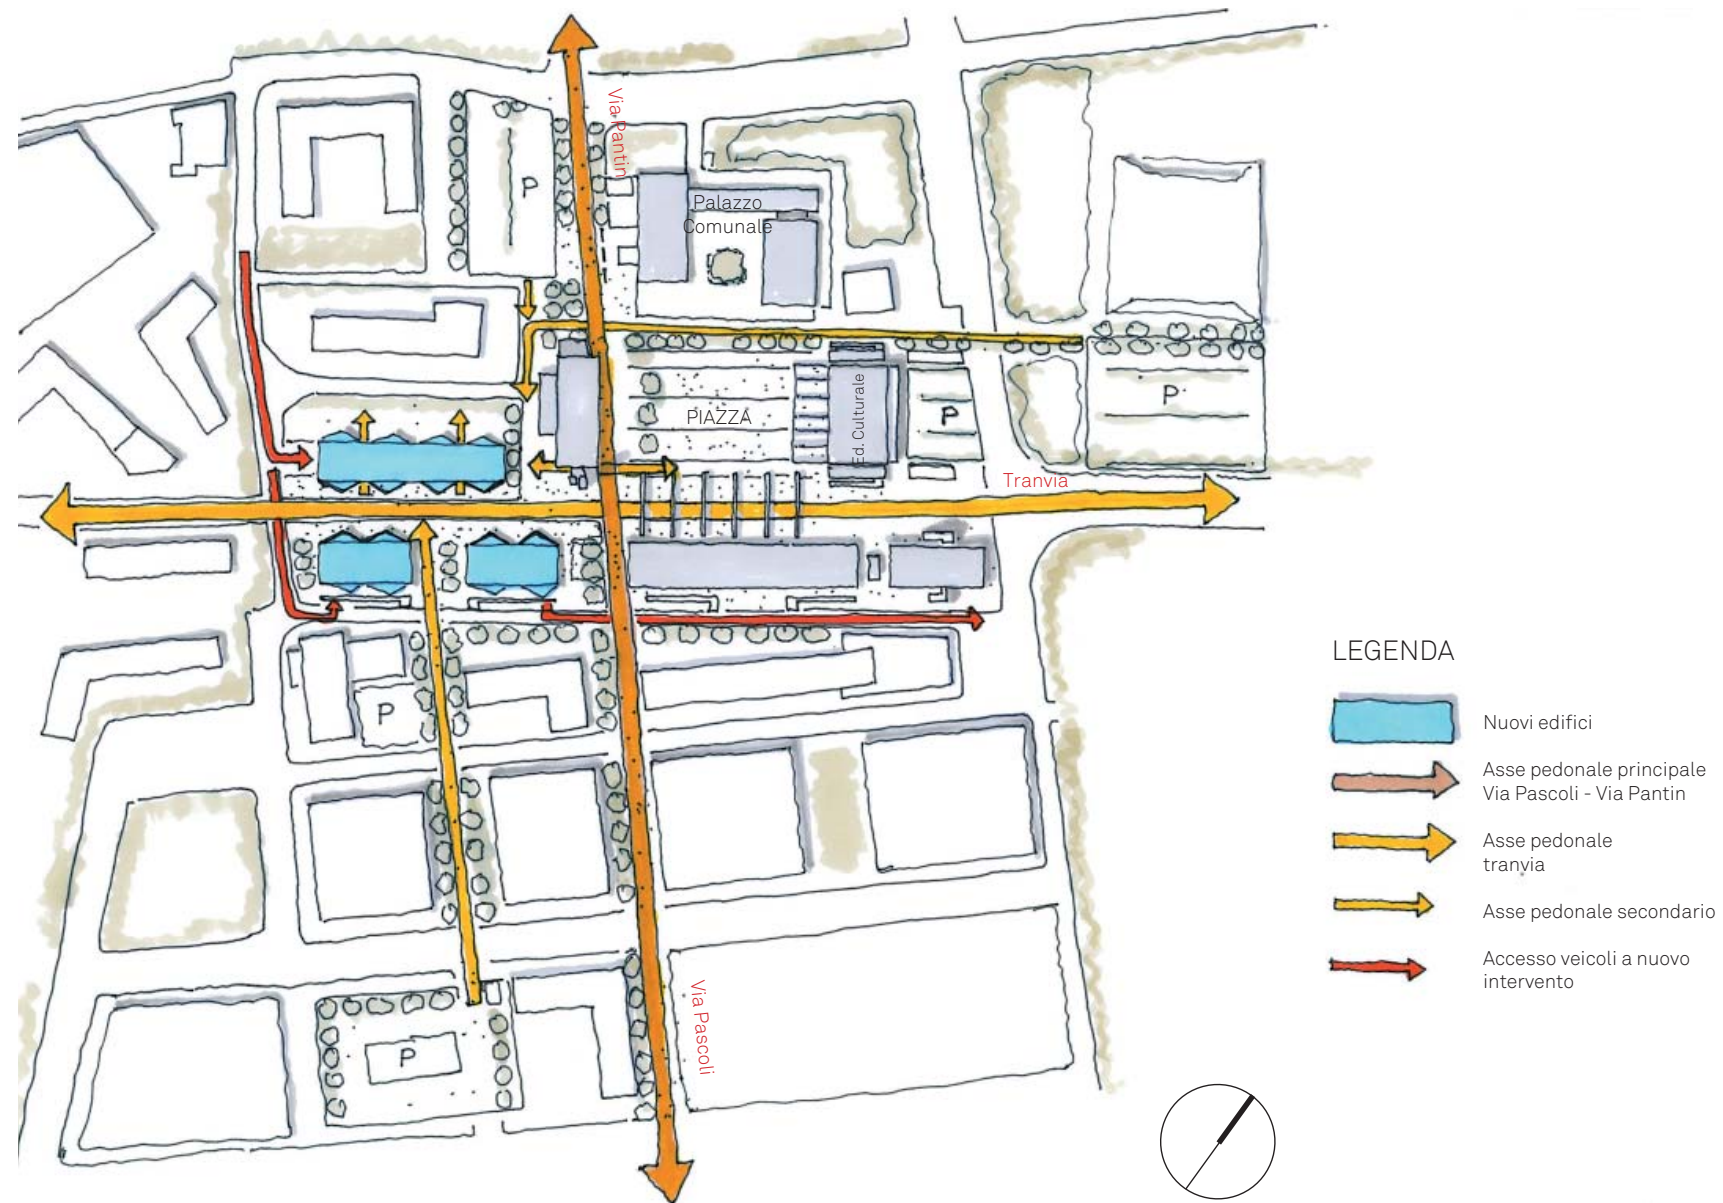 Via Pantin
P
Palazzo
Comunale
PIAZZA
Ed. Culturale
P
P
Tranvia
P
P
Via Pascoli
LEGENDA
Nuovi edifici
Asse pedonale principale
Via Pascoli - Via Pantin
Asse pedonale
tranvia
Asse pedonale secondario
Accesso veicoli a nuovo
intervento